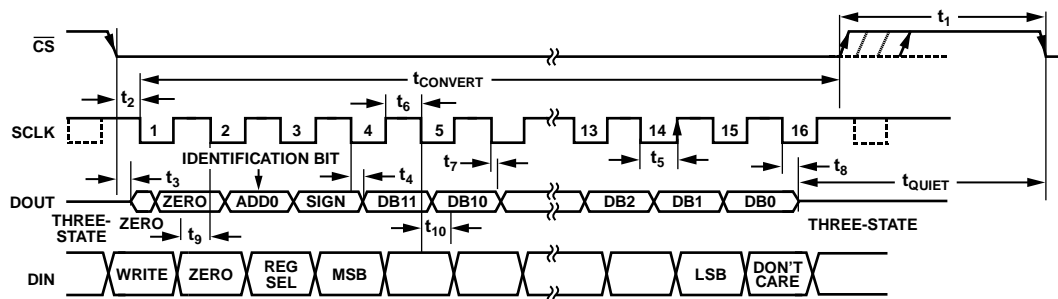 t1
CS
tCONVERT
t2
t6
SCLK
1 2 3 4 5 13 14 15 16
IDENTIFICATION BIT
t7
t5
t8
t3
t4
tQUIET
DOUT
ZERO ADD0 SIGN DB11 DB10 DB2 DB1 DB0
THREE-STATE
ZERO
THREE-STATE
t9
t10
DIN
WRITE ZERO REG SEL MSB LSB DON'T CARE